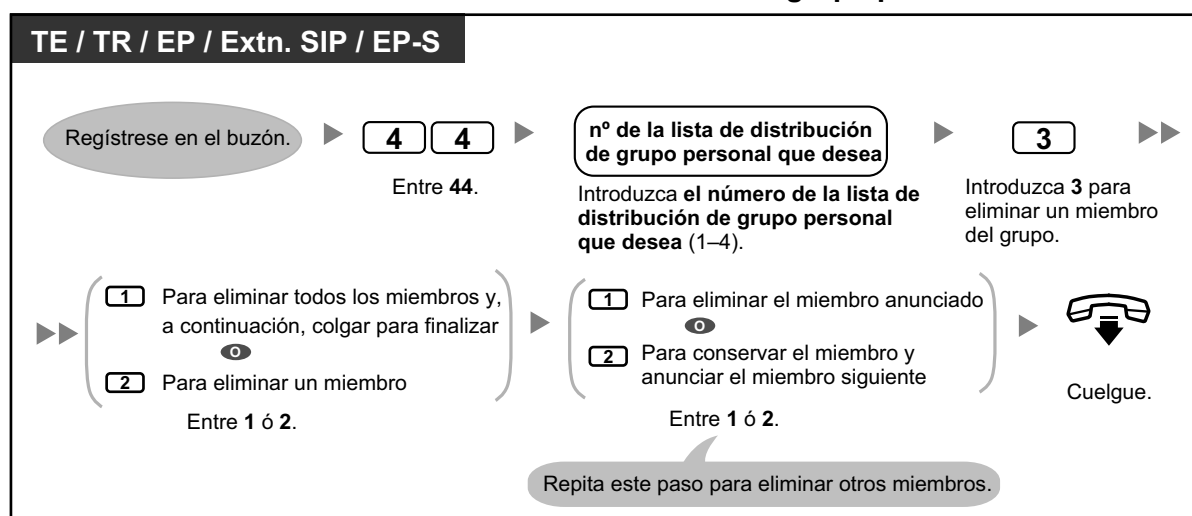 TE / TR / EP / Extn. SIP / EP-S
Regístrese en el buzón.
4 4
Entre 44.
nº de la lista de distribución
de grupo personal que desea
Introduzca el número de la lista de
distribución de grupo personal
que desea (1–4).
3
Introduzca 3 para
eliminar un miembro
del grupo.
1 Para eliminar todos los miembros y,
a continuación, colgar para finalizar
O
2 Para eliminar un miembro
Entre 1 ó 2.
1 Para eliminar el miembro anunciado
O
2 Para conservar el miembro y
anunciar el miembro siguiente
Entre 1 ó 2.
Repita este paso para eliminar otros miembros.
Cuelgue.